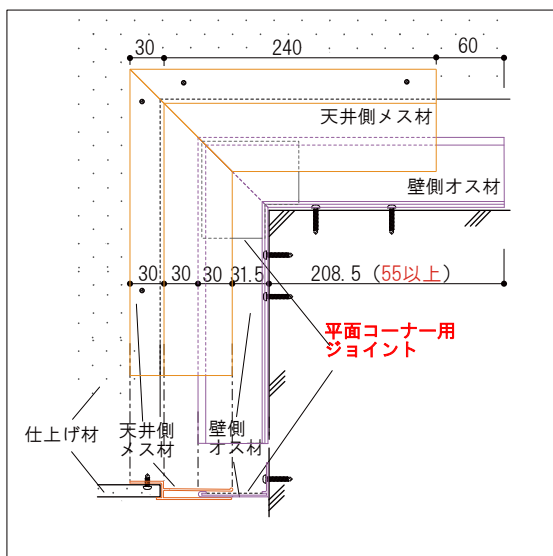 30 240 60
天井側メス材
壁側オス材
30 30 30 31.5 208.5 (55以上)
平面コーナー用
ジョイント
仕上げ材
天井側
メス材
壁側
オス材